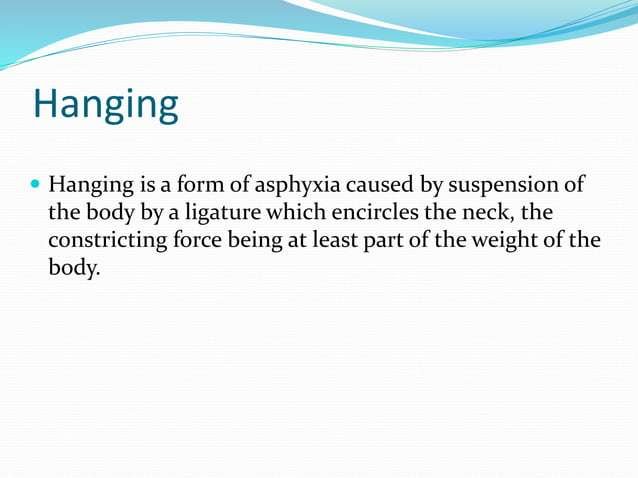 Hanging
• Hanging is a form of asphyxia caused by suspension of
the body by a ligature which encircles the neck, the
constricting force being at least part of the weight of the
body.